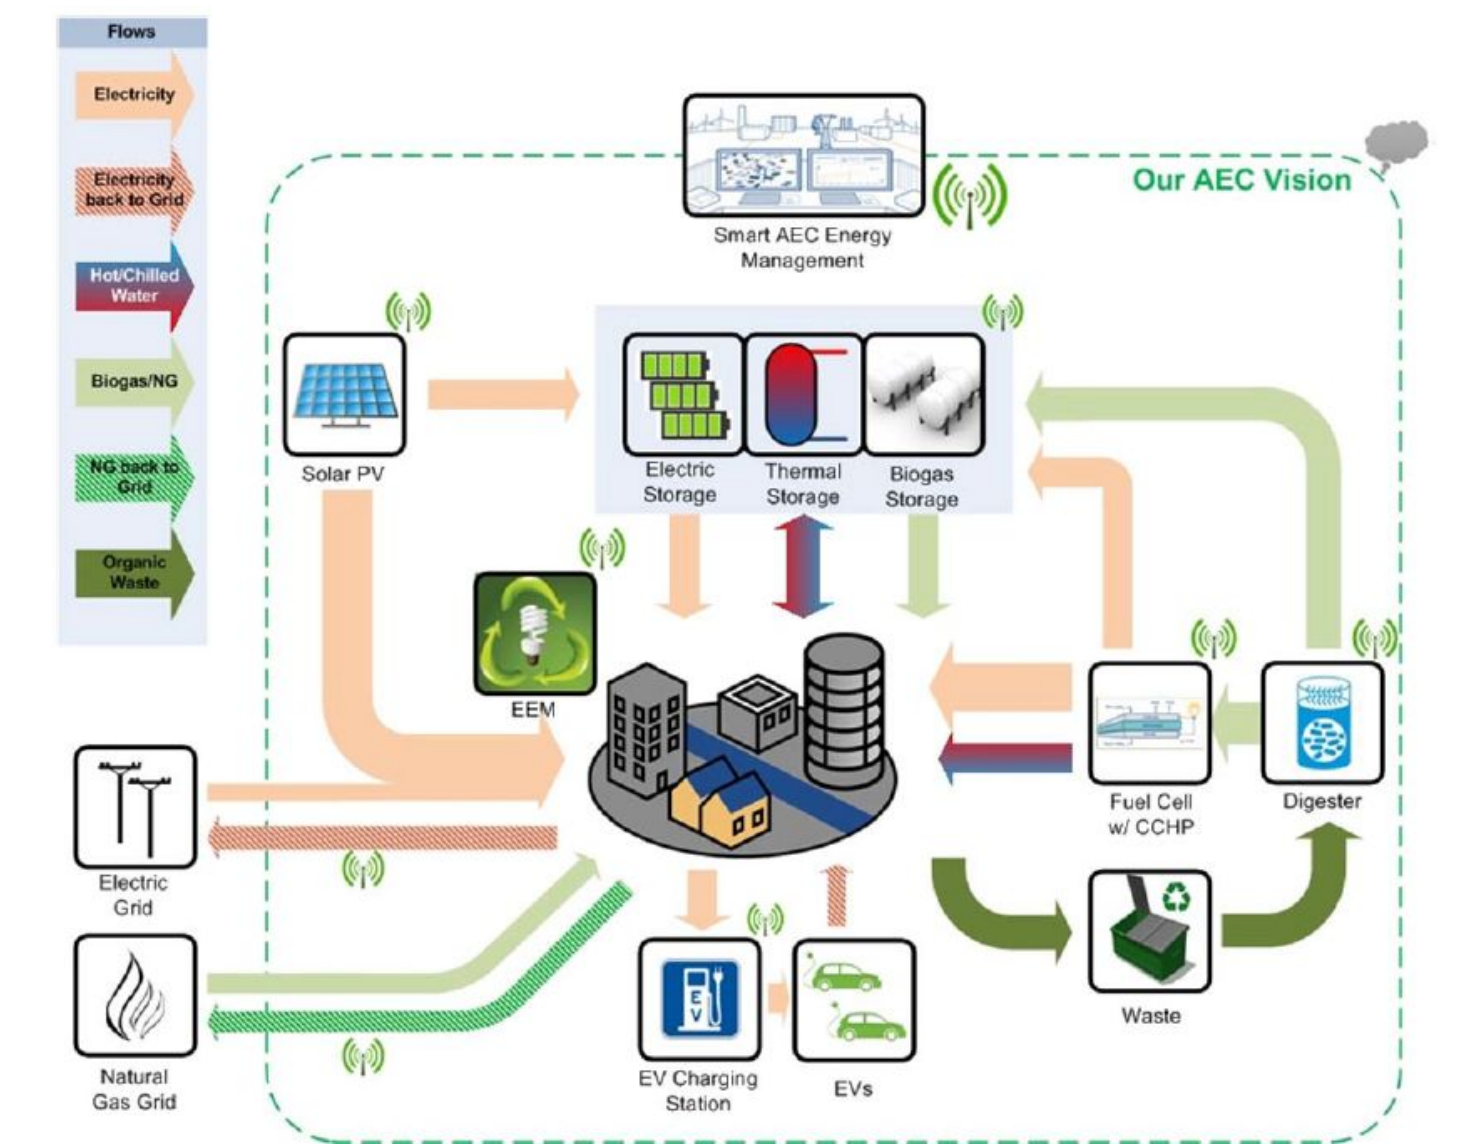 Flows
Electricity
Electricity
back to Grid
Hot/Chilled
Water
Biogas/NG
NG back to
Grid
Organic
Waste
Our AEC Vision
Smart AEC Energy
Management
Solar PV
Electric
Storage
Thermal
Storage
Biogas
Storage
EEM
Fuel Cell
w/ CCHP
Digester
Electric
Grid
Natural
Gas Grid
E
V
EV Charging
Station
EVs
Waste